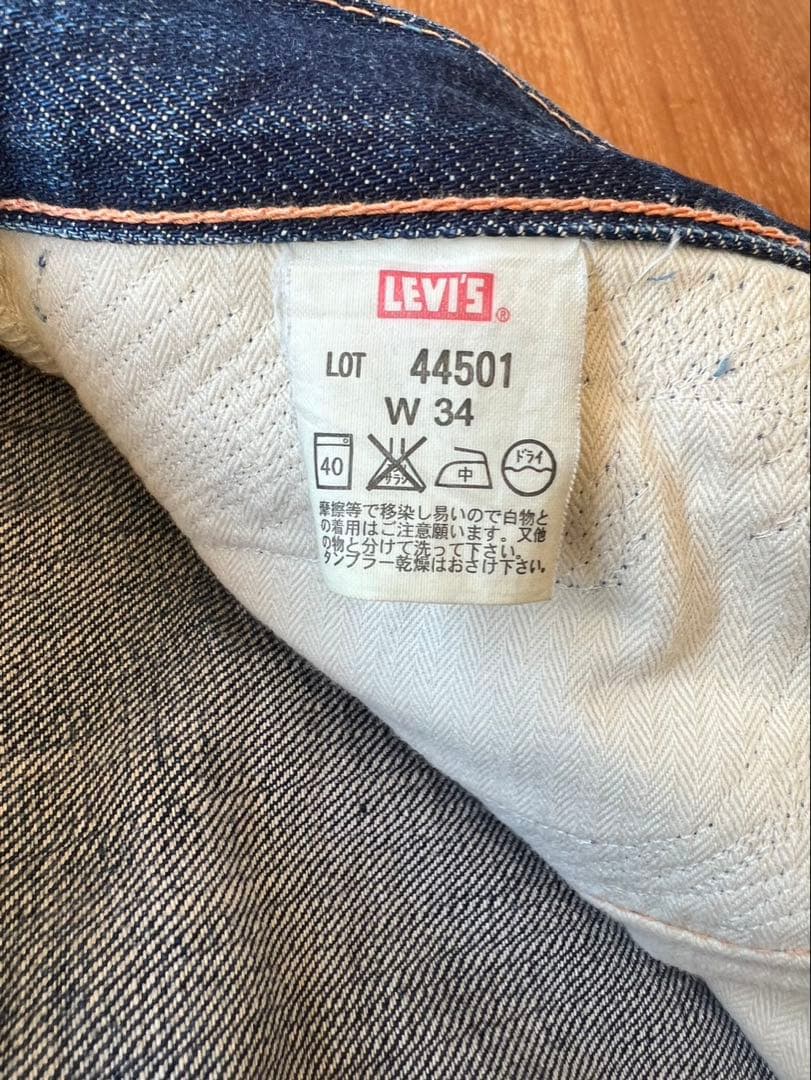 LEVI'S®
LOT 44501
W 34
40 サラシ 中 ドライ
摩擦等で移染し易いので白物と
の着用はご注意願います。又他
の物と分けて洗って下さい。
タンブラー乾燥はおさけ下さい。